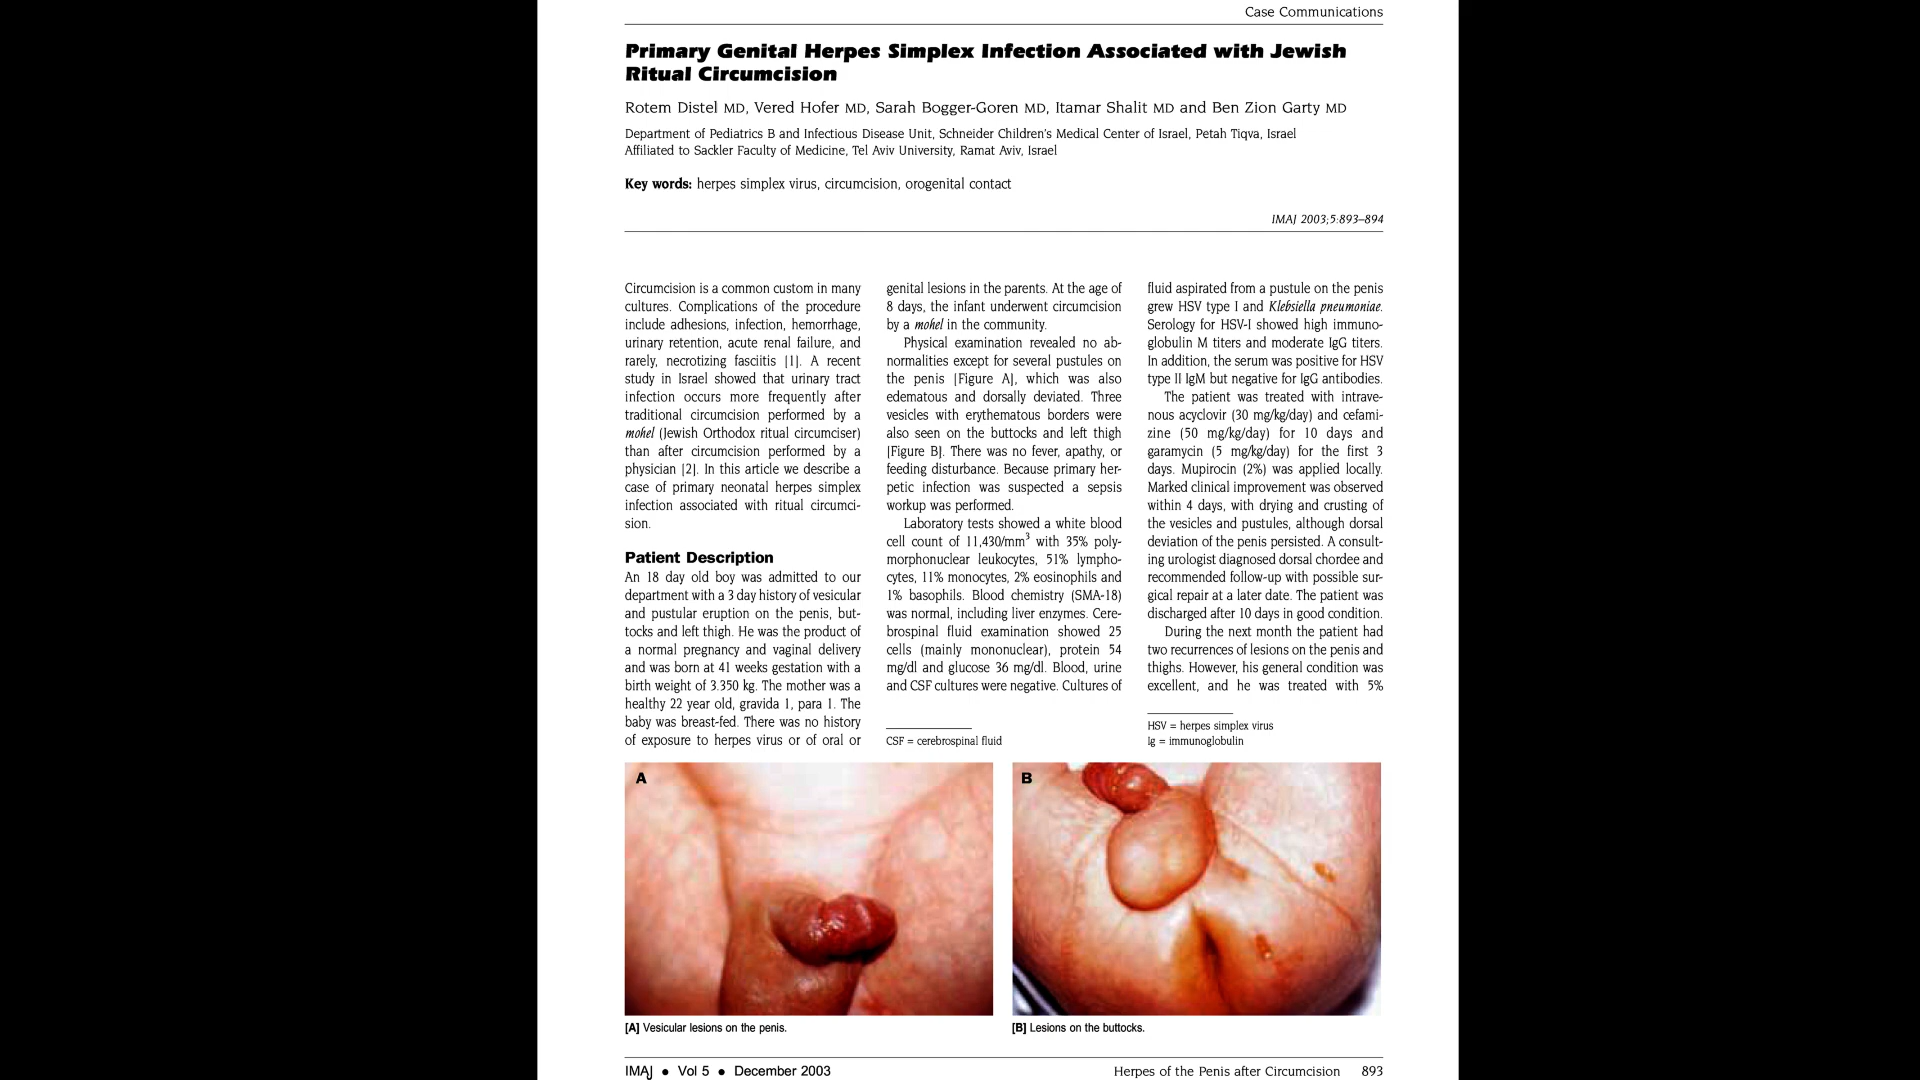 Case Communications
Primary Genital Herpes Simplex Infection Associated with Jewish
Ritual Circumcision
Rotem Distel MD, Vered Hofer MD, Sarah Bogger-Goren MD, Itamar Shalit MD and Ben Zion Garty MD
Department of Pediatrics B and Infectious Disease Unit, Schneider Children's Medical Center of Israel, Petah Tiqva, Israel
Affiliated to Sackler Faculty of Medicine, Tel Aviv University, Ramat Aviv, Israel
Key words: herpes simplex virus, circumcision, orogenital contact
IMAJ 2003;5:893–894
Circumcision is a common custom in many
cultures. Complications of the procedure
include adhesions, infection, hemorrhage,
urinary retention, acute renal failure, and
rarely, necrotizing fasciitis [1]. A recent
study in Israel showed that urinary tract
infection occurs more frequently after
traditional circumcision performed by a
mohel (Jewish Orthodox ritual circumciser)
than after circumcision performed by a
physician [2]. In this article we describe a
case of primary neonatal herpes simplex
infection associated with ritual circumci-
sion.
Patient Description
An 18 day old boy was admitted to our
department with a 3 day history of vesicular
and pustular eruption on the penis, but-
tocks and left thigh. He was the product of
a normal pregnancy and vaginal delivery
and was born at 41 weeks gestation with a
birth weight of 3.350 kg. The mother was a
healthy 22 year old, gravida 1, para 1. The
baby was breast-fed. There was no history
of exposure to herpes virus or of oral or
genital lesions in the parents. At the age of
8 days, the infant underwent circumcision
by a mohel in the community.
Physical examination revealed no ab-
normalities except for several pustules on
the penis [Figure A], which was also
edematous and dorsally deviated. Three
vesicles with erythematous borders were
also seen on the buttocks and left thigh
[Figure B]. There was no fever, apathy, or
feeding disturbance. Because primary her-
petic infection was suspected a sepsis
workup was performed.
Laboratory tests showed a white blood
cell count of 11,430/mm3 with 35% poly-
morphonuclear leukocytes, 51% lympho-
cytes, 11% monocytes, 2% eosinophils and
1% basophils. Blood chemistry (SMA-18)
was normal, including liver enzymes. Cere-
brospinal fluid examination showed 25
cells (mainly mononuclear), protein 54
mg/dl and glucose 36 mg/dl. Blood, urine
and CSF cultures were negative. Cultures of
CSF = cerebrospinal fluid
fluid aspirated from a pustule on the penis
grew HSV type I and Klebsiella pneumoniae.
Serology for HSV-I showed high immuno-
globulin M titers and moderate IgG titers.
In addition, the serum was positive for HSV
type II IgM but negative for IgG antibodies.
The patient was treated with intrave-
nous acyclovir (30 mg/kg/day) and cefami-
zine (50 mg/kg/day) for 10 days and
garamycin (5 mg/kg/day) for the first 3
days. Mupirocin (2%) was applied locally.
Marked clinical improvement was observed
within 4 days, with drying and crusting of
the vesicles and pustules, although dorsal
deviation of the penis persisted. A consult-
ing urologist diagnosed dorsal chordee and
recommended follow-up with possible sur-
gical repair at a later date. The patient was
discharged after 10 days in good condition.
During the next month the patient had
two recurrences of lesions on the penis and
thighs. However, his general condition was
excellent, and he was treated with 5%
HSV = herpes simplex virus
Ig = immunoglobulin
A
B
[A] Vesicular lesions on the penis.
[B] Lesions on the buttocks.
IMAJ • Vol 5 • December 2003
Herpes of the Penis after Circumcision 893